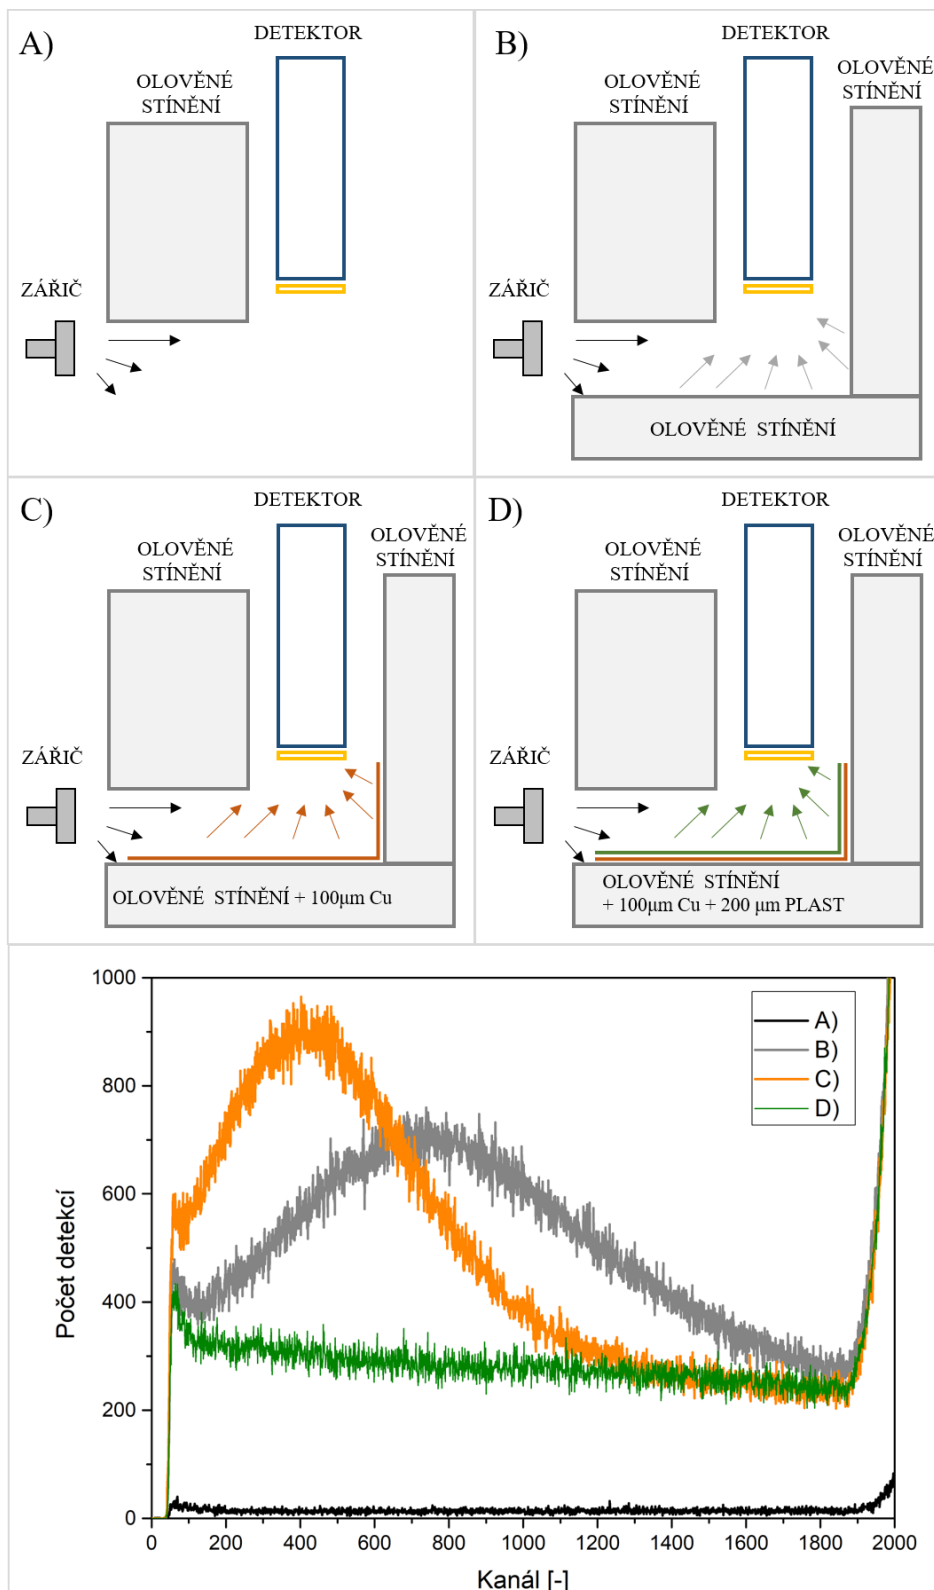 A)
DETEKTOR
OLOVĚNÉ
STÍNĚNÍ
ZÁŘIČ
B)
DETEKTOR
OLOVĚNÉ
STÍNĚNÍ
OLOVĚNÉ
STÍNĚNÍ
ZÁŘIČ
OLOVĚNÉ STÍNĚNÍ
C)
DETEKTOR
OLOVĚNÉ
STÍNĚNÍ
OLOVĚNÉ
STÍNĚNÍ
ZÁŘIČ
OLOVĚNÉ STÍNĚNÍ + 100µm Cu
D)
DETEKTOR
OLOVĚNÉ
STÍNĚNÍ
OLOVĚNÉ
STÍNĚNÍ
ZÁŘIČ
OLOVĚNÉ STÍNĚNÍ
+ 100µm Cu + 200 µm PLAST
1000
800
600
400
200
0
Počet detekcí
A)
B)
C)
D)
0 200 400 600 800 1000 1200 1400 1600 1800 2000
Kanál [-]